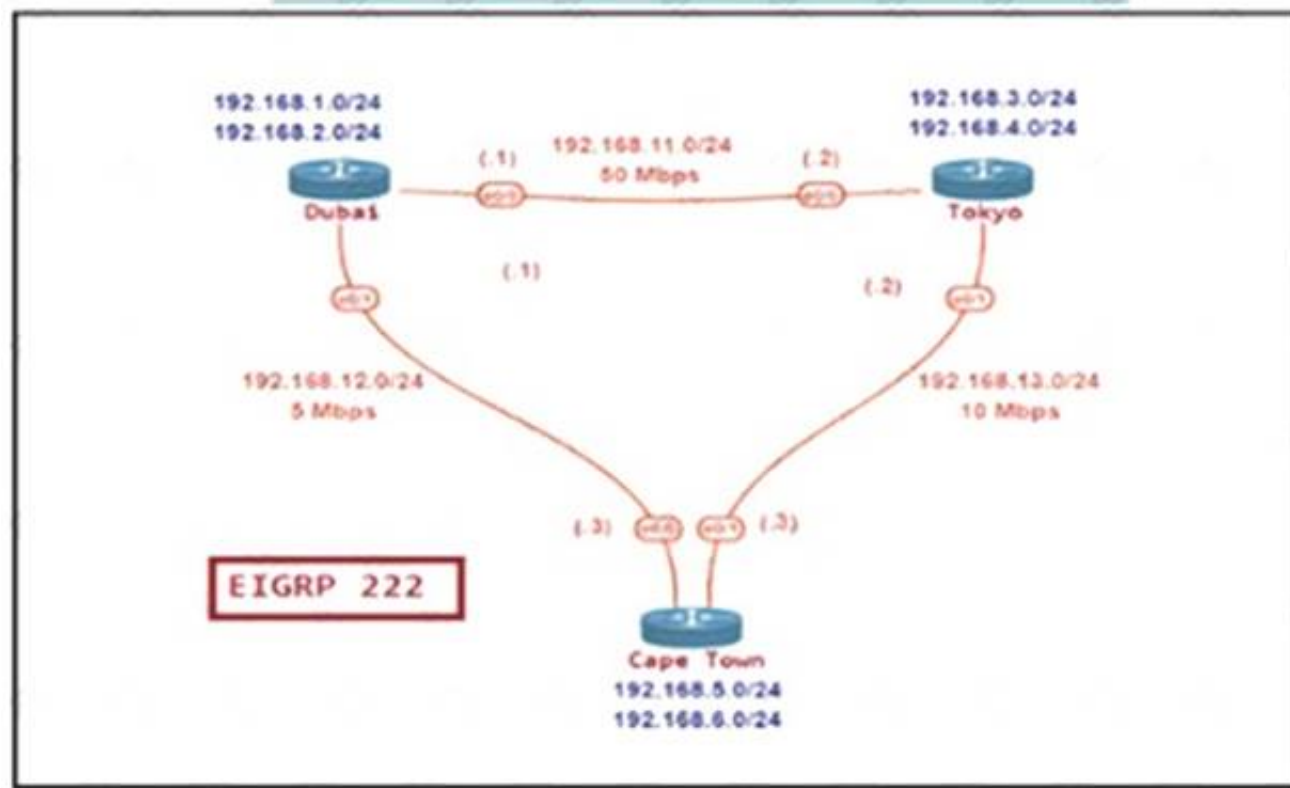 192.168.1.0/24
192.168.2.0/24
192.168.3.0/24
192.168.4.0/24
192.168.11.0/24
50 Mbps
(.1)
(.2)
Dubai
Tokyo
(.1)
(.2)
192.168.12.0/24
5 Mbps
192.168.13.0/24
10 Mbps
(.3)
(.3)
EIGRP 222
Cape Town
192.168.5.0/24
192.168.6.0/24